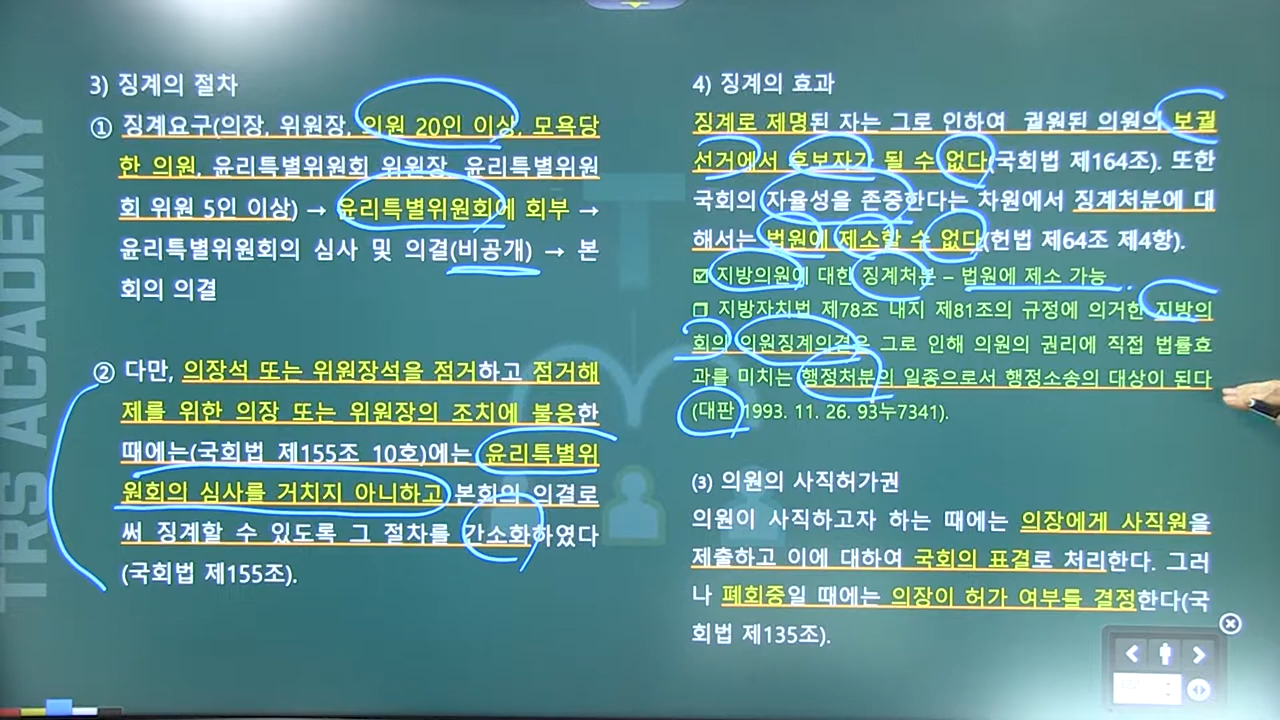 3) 징계의 절차
① 징계요구(의장, 위원장, 의원 20인 이상, 모욕당
한 의원, 윤리특별위원회 위원장, 윤리특별위원
회 위원 5인 이상) → 윤리특별위원회에 회부 →
윤리특별위원회의 심사 및 의결(비공개) → 본
회의 의결
② 다만, 의장석 또는 위원장석을 점거하고 점거해
제를 위한 의장 또는 위원장의 조치에 불응한
때에는(국회법 제155조 10호)에는 윤리특별위
원회의 심사를 거치지 아니하고 본회의 의결로
써 징계할 수 있도록 그 절차를 간소화하였다
(국회법 제155조).
4) 징계의 효과
징계로 제명된 자는 그로 인하여 궐원된 의원의 보궐
선거에서 후보자가 될 수 없다(국회법 제164조). 또한
국회의 자율성을 존중한다는 차원에서 징계처분에 대
해서는 법원에 제소할 수 없다(헌법 제64조 제4항).
☑ 지방의원에 대한 징계처분 – 법원에 제소 가능
❐ 지방자치법 제78조 내지 제81조의 규정에 의거한 지방의
회의 의원징계의결은 그로 인해 의원의 권리에 직접 법률효
과를 미치는 행정처분의 일종으로서 행정소송의 대상이 된다
(대판 1993. 11. 26. 93누7341).
(3) 의원의 사직허가권
의원이 사직하고자 하는 때에는 의장에게 사직원을
제출하고 이에 대하여 국회의 표결로 처리한다. 그러
나 폐회중일 때에는 의장이 허가 여부를 결정한다(국
회법 제135조).
TRS ACADEMY